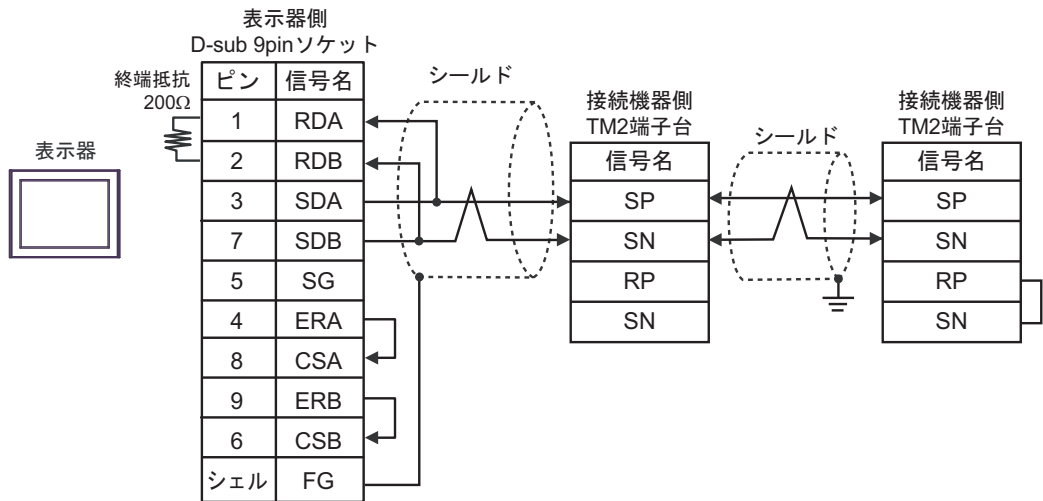 表示器側
D-sub 9pinソケット
終端抵抗
200Ω
表示器
ピン 信号名
1 RDA
2 RDB
3 SDA
7 SDB
5 SG
4 ERA
8 CSA
9 ERB
6 CSB
シェル FG
シールド
接続機器側
TM2端子台
信号名
SP
SN
RP
SN
シールド
接続機器側
TM2端子台
信号名
SP
SN
RP
SN